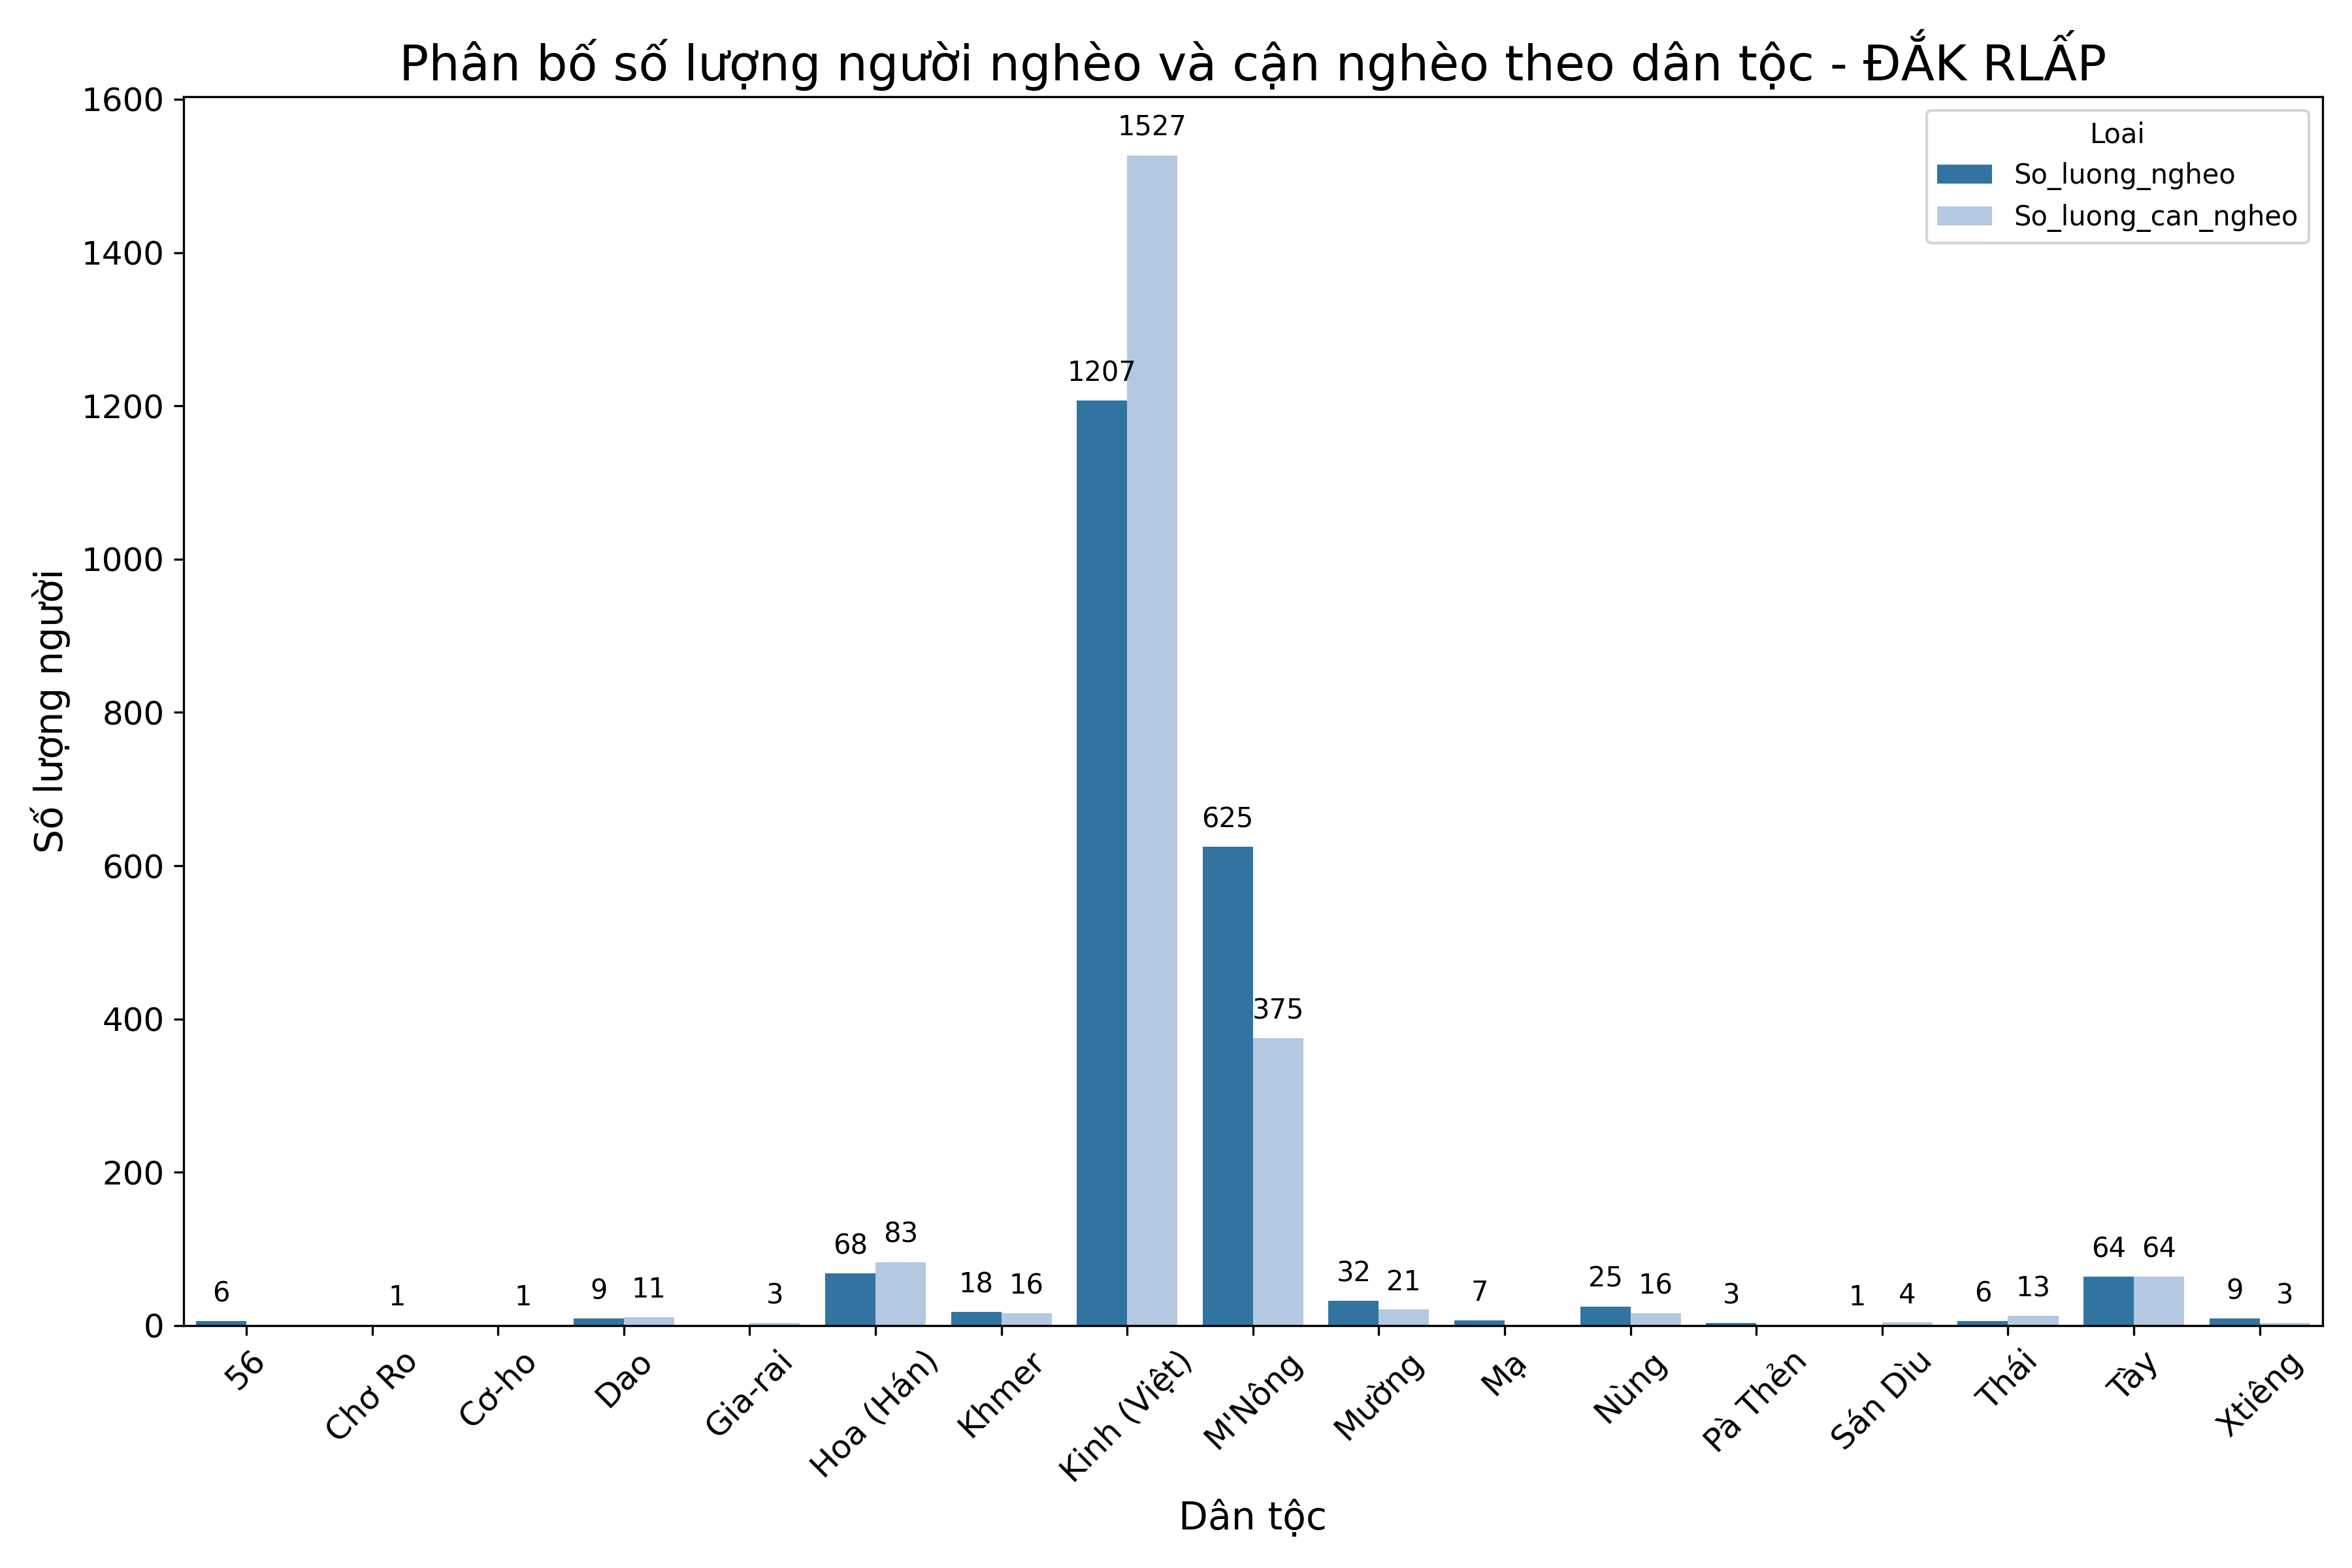 Phân bố số lượng người nghèo và cận nghèo theo dân tộc - ĐẮK RLẤP
Loai
So_luong_ngheo
So_luong_can_ngheo
Số lượng người
1600
1400
1200
1000
800
600
400
200
0
6
1
1
9
11
3
68
83
18
16
1207
1527
625
375
32
21
7
25
16
3
1
4
6
13
64
64
9
3
56
Chơ Ro
Cơ-ho
Dao
Gia-rai
Hoa (Hán)
Khmer
Kinh (Việt)
M'Nông
Mường
Mạ
Nùng
Pà Thẻn
Sán Dìu
Thái
Tày
Xtiêng
Dân tộc